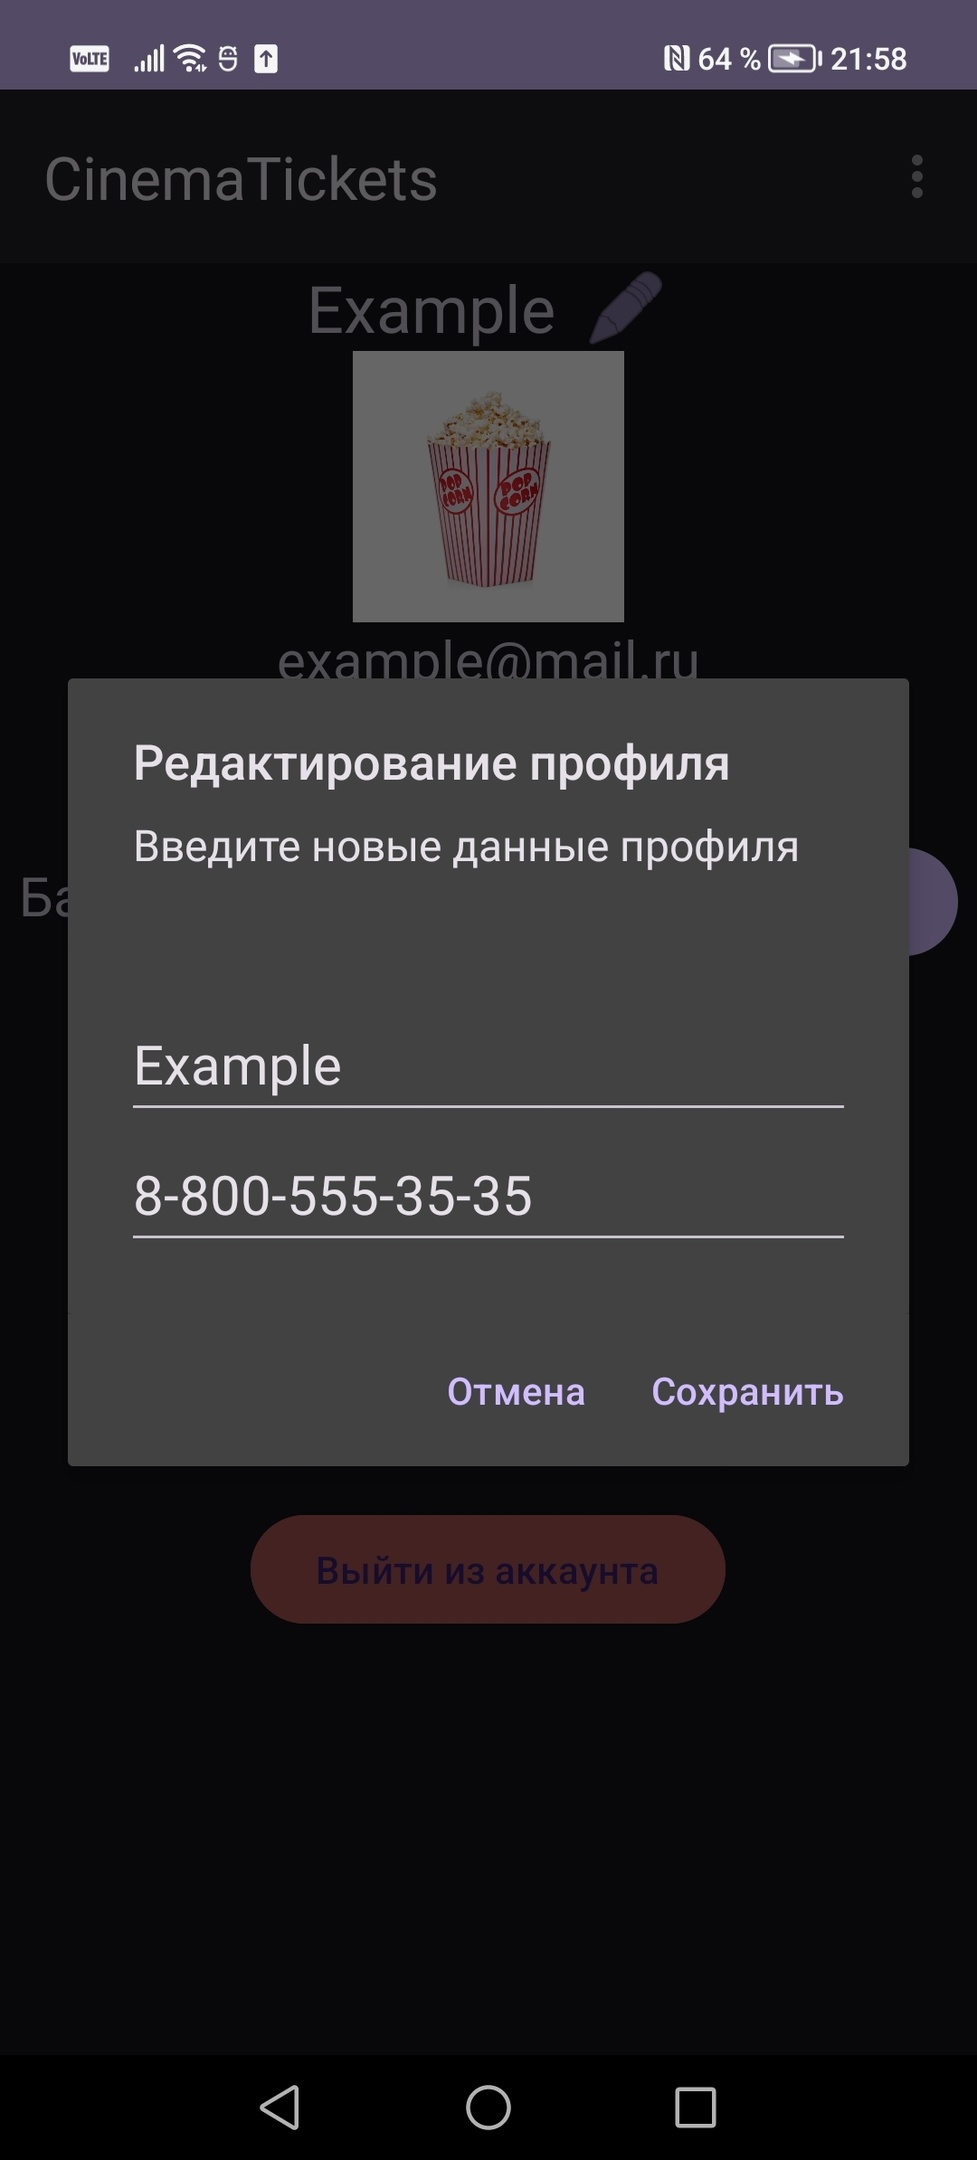 VoLTE 64 % 21:58
CinemaTickets
Example
POP CORN POP CORN
example@mail.ru
Редактирование профиля
Введите новые данные профиля
Ба
Example
8-800-555-35-35
Отмена Сохранить
Выйти из аккаунта